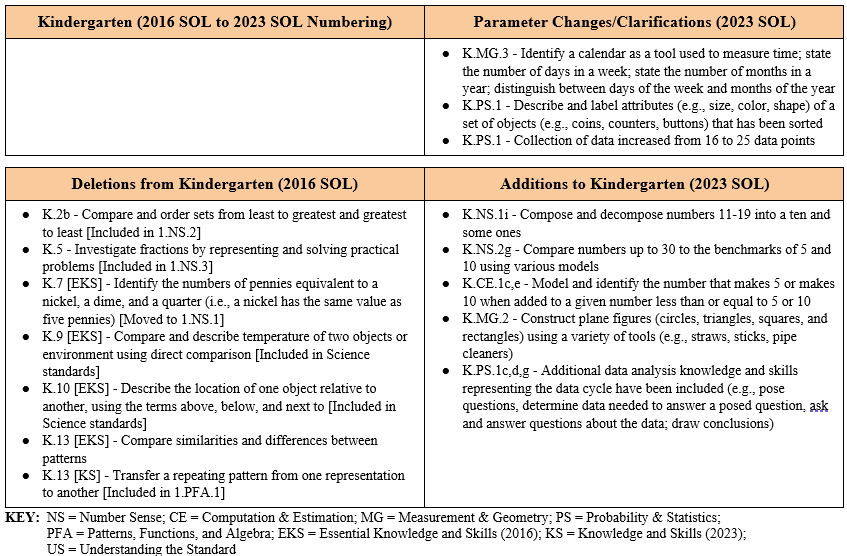 Kindergarten (2016 SOL to 2023 SOL Numbering)
Parameter Changes/Clarifications (2023 SOL)
● K.MG.3 - Identify a calendar as a tool used to measure time; state
the number of days in a week; state the number of months in a
year; distinguish between days of the week and months of the year
● K.PS.1 - Describe and label attributes (e.g., size, color, shape) of a
set of objects (e.g., coins, counters, buttons) that has been sorted
● K.PS.1 - Collection of data increased from 16 to 25 data points
Deletions from Kindergarten (2016 SOL)
● K.2b - Compare and order sets from least to greatest and greatest
to least [Included in 1.NS.2]
● K.5 - Investigate fractions by representing and solving practical
problems [Included in 1.NS.3]
● K.7 [EKS] - Identify the numbers of pennies equivalent to a
nickel, a dime, and a quarter (i.e., a nickel has the same value as
five pennies) [Moved to 1.NS.1]
● K.9 [EKS] - Compare and describe temperature of two objects or
environment using direct comparison [Included in Science
standards]
● K.10 [EKS] - Describe the location of one object relative to
another, using the terms above, below, and next to [Included in
Science standards]
● K.13 [EKS] - Compare similarities and differences between
patterns
● K.13 [KS] - Transfer a repeating pattern from one representation
to another [Included in 1.PFA.1]
Additions to Kindergarten (2023 SOL)
● K.NS.1i - Compose and decompose numbers 11-19 into a ten and
some ones
● K.NS.2g - Compare numbers up to 30 to the benchmarks of 5 and
10 using various models
● K.CE.1c,e - Model and identify the number that makes 5 or makes
10 when added to a given number less than or equal to 5 or 10
● K.MG.2 - Construct plane figures (circles, triangles, squares, and
rectangles) using a variety of tools (e.g., straws, sticks, pipe
cleaners)
● K.PS.1c,d,g - Additional data analysis knowledge and skills
representing the data cycle have been included (e.g., pose
questions, determine data needed to answer a posed question, ask
and answer questions about the data; draw conclusions)
KEY: NS = Number Sense; CE = Computation & Estimation; MG = Measurement & Geometry; PS = Probability & Statistics;
PFA = Patterns, Functions, and Algebra; EKS = Essential Knowledge and Skills (2016); KS = Knowledge and Skills (2023);
US = Understanding the Standard